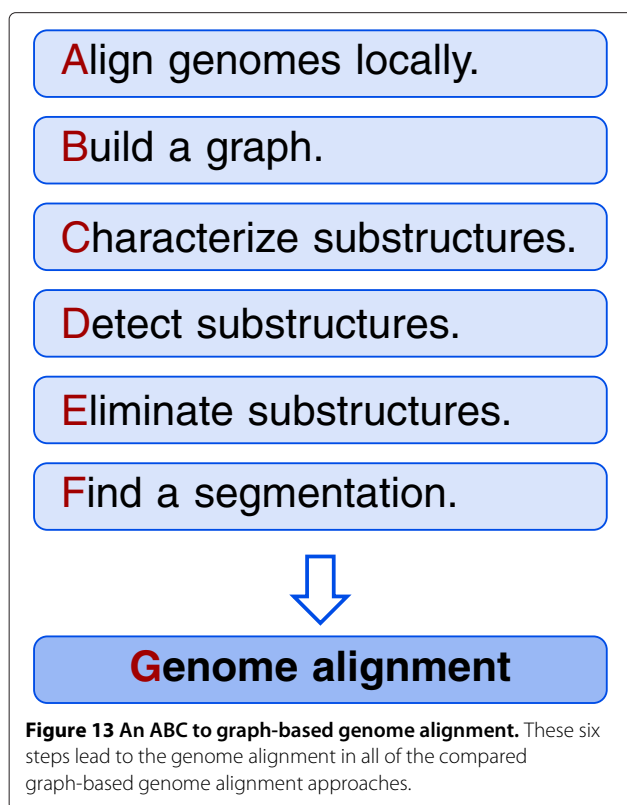 Align genomes locally.
Build a graph.
Characterize substructures.
Detect substructures.
Eliminate substructures.
Find a segmentation.
Genome alignment
Figure 13 An ABC to graph-based genome alignment. These six
steps lead to the genome alignment in all of the compared
graph-based genome alignment approaches.